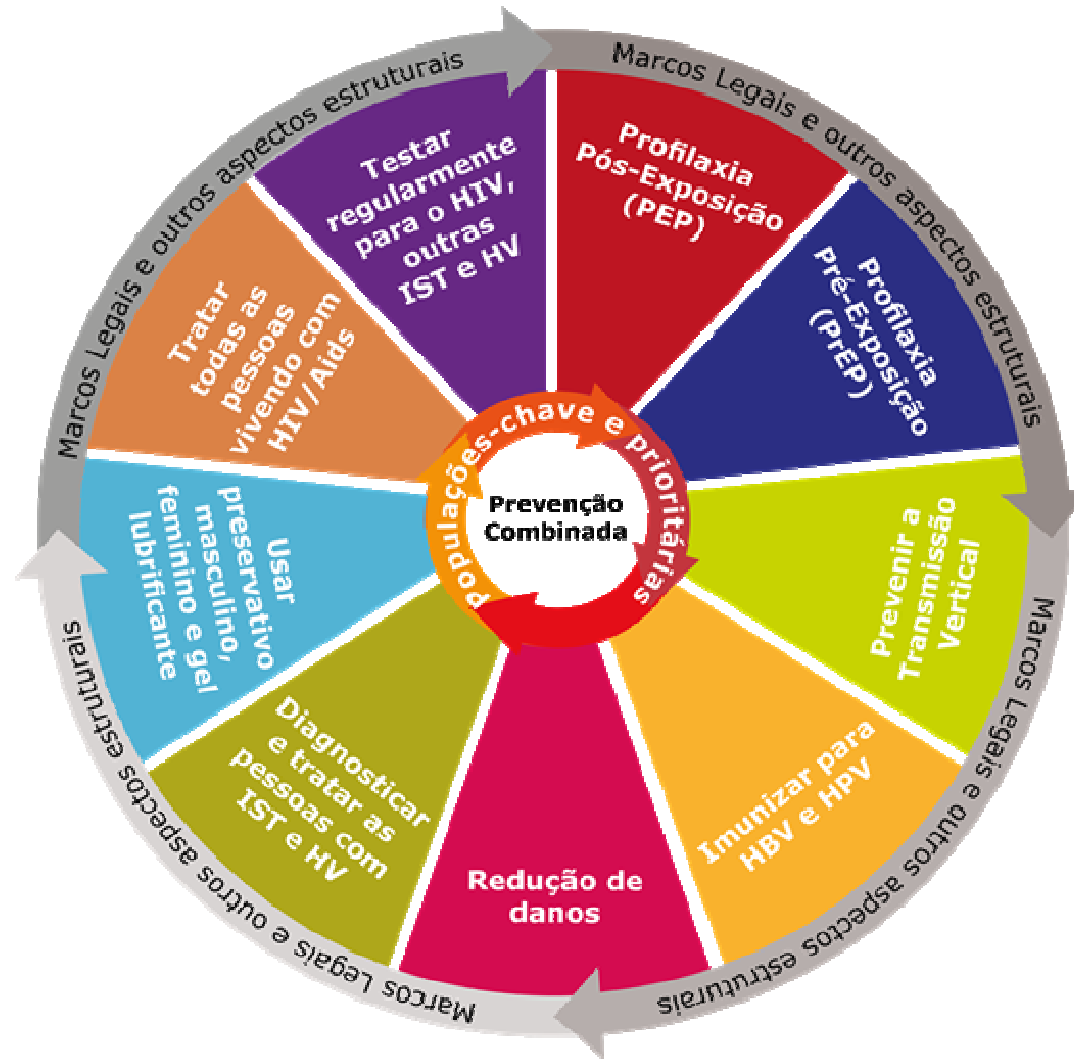 Marcos Legais e outros aspectos estruturais
Marcos Legais e outros aspectos estruturais
Marcos Legais e outros aspectos estruturais
Marcos Legais e outros aspectos estruturais
Profilaxia
Pós-Exposição
(PEP)
Profilaxia
Pré-Exposição
(PrEP)
Prevenir a
Transmissão
Vertical
Imunizar para
HBV e HPV
Redução de
danos
Diagnosticar
e tratar as
pessoas com
IST e HV
Usar
preservativo
masculino,
feminino e gel
lubrificante
Tratar
todas as
pessoas
vivendo com
HIV/Aids
Testar
regularmente
para o HIV,
outras
IST e HV
Populações-chave e prioritárias
Prevenção
Combinada